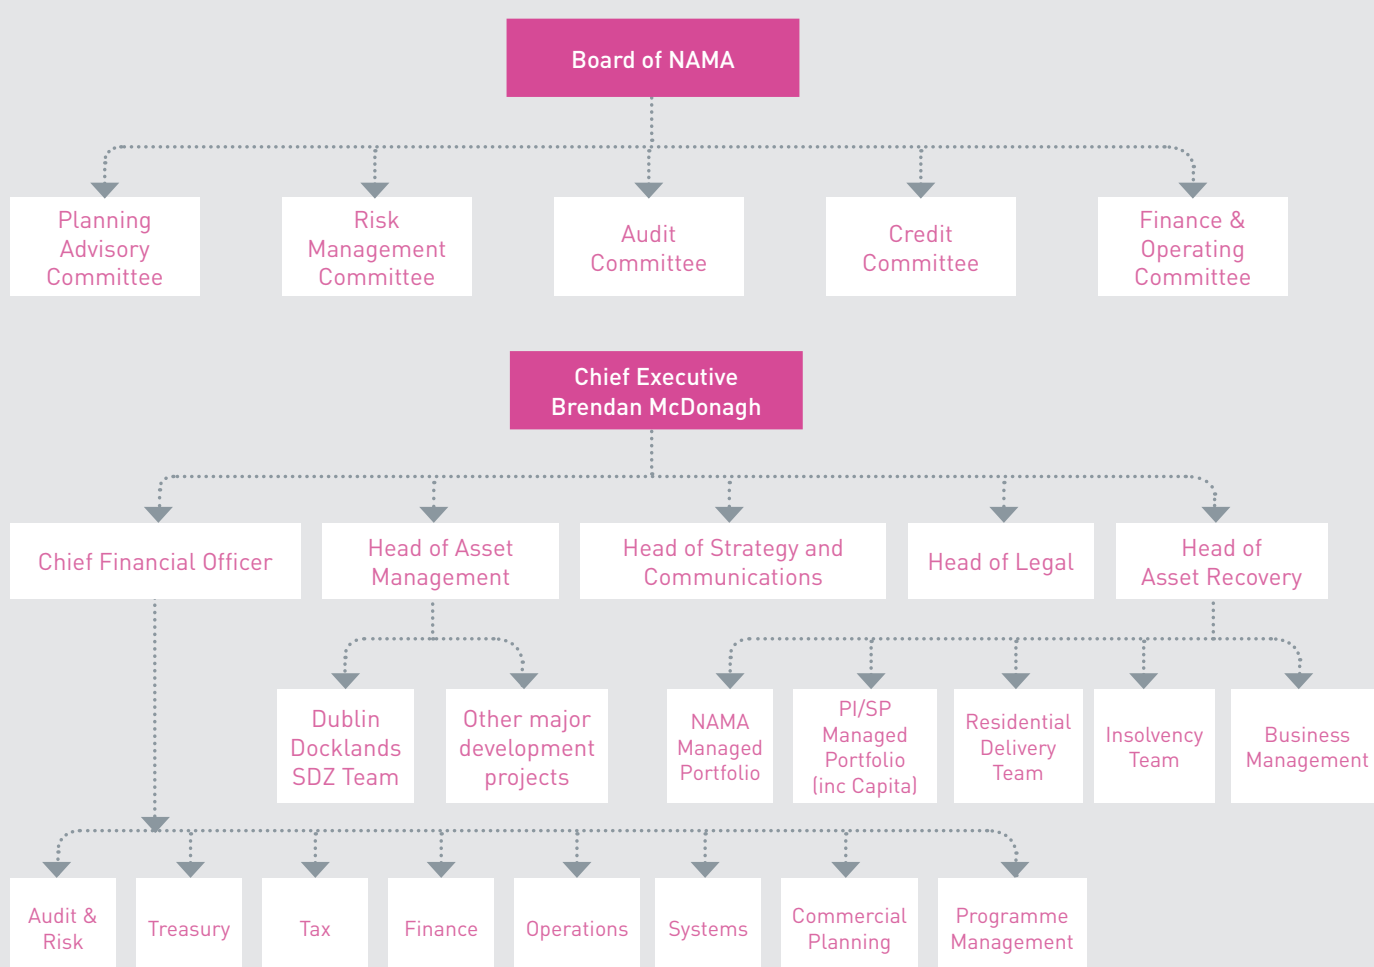 Board of NAMA
Planning
Advisory
Committee
Risk
Management
Committee
Audit
Committee
Credit
Committee
Finance &
Operating
Committee
Chief Executive
Brendan McDonagh
Chief Financial Officer
Head of Asset
Management
Head of Strategy and
Communications
Head of Legal
Head of
Asset Recovery
Dublin
Docklands
SDZ Team
Other major
development
projects
NAMA
Managed
Portfolio
PI/SP
Managed
Portfolio
(inc Capita)
Residential
Delivery
Team
Insolvency
Team
Business
Management
Audit &
Risk
Treasury
Tax
Finance
Operations
Systems
Commercial
Planning
Programme
Management